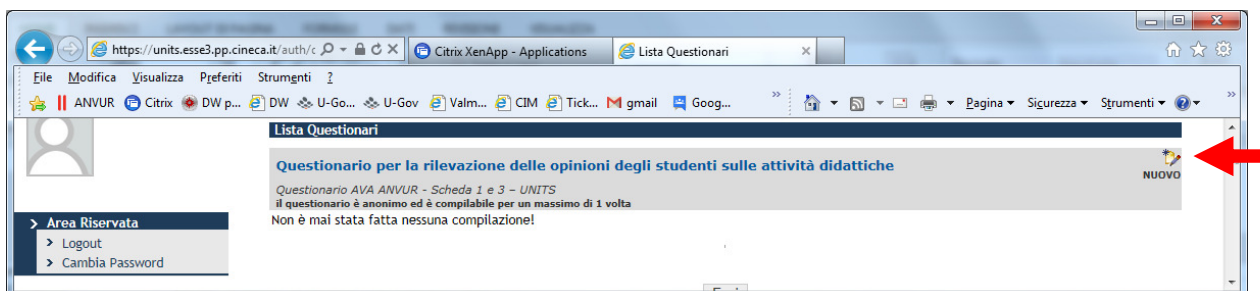 https://units.esse3.pp.cineca.it/auth/c
Citrix XenApp - Applications
Lista Questionari
File Modifica Visualizza Preferiti Strumenti ?
ANVUR Citrix DW p... DW U-Go... U-Gov Valm... CIM Tick... gmail Goog... » Pagina Sicurezza Strumenti »
Lista Questionari
Questionario per la rilevazione delle opinioni degli studenti sulle attività didattiche
NUOVO
Questionario AVA ANVUR - Scheda 1 e 3 – UNITS
il questionario è anonimo ed è compilabile per un massimo di 1 volta
Non è mai stata fatta nessuna compilazione!
Area Riservata
Logout
Cambia Password